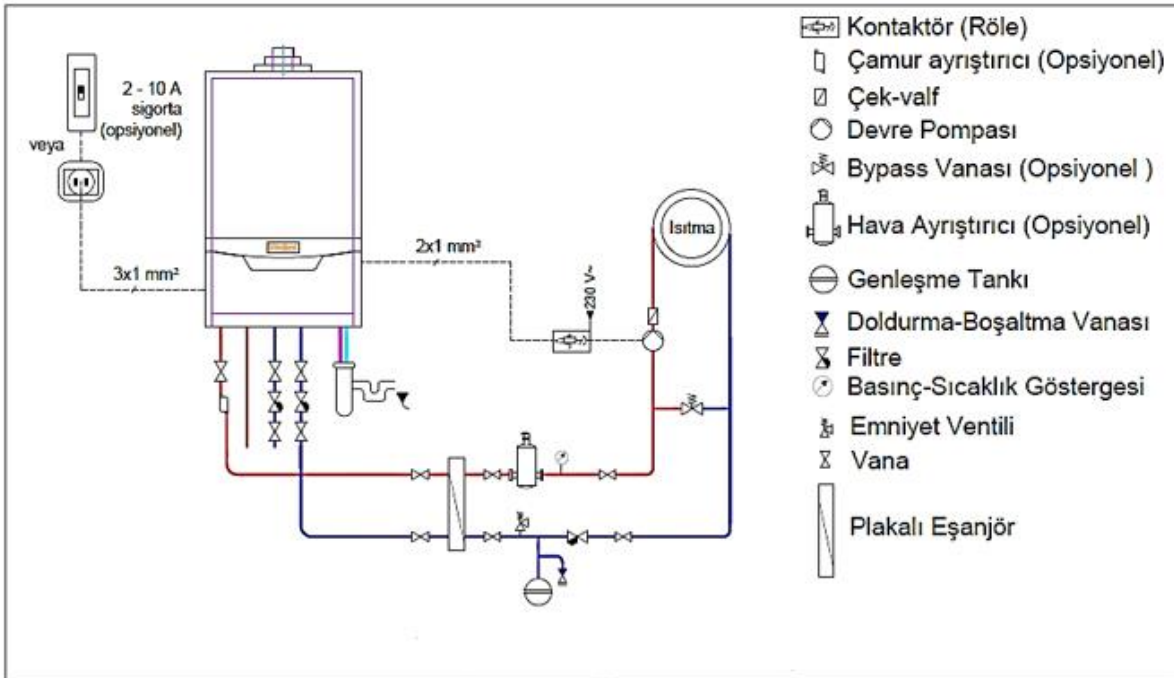 2 - 10 A
sigorta
(opsiyonel)
veya
3x1 mm²
2x1 mm²
230 V~
Isıtma
Kontaktör (Röle)
Çamur ayrıştırıcı (Opsiyonel)
Çek-valf
Devre Pompası
Bypass Vanası (Opsiyonel )
Hava Ayrıştırıcı (Opsiyonel)
Genleşme Tankı
Doldurma-Boşaltma Vanası
Filtre
Basınç-Sıcaklık Göstergesi
Emniyet Ventili
Vana
Plakalı Eşanjör